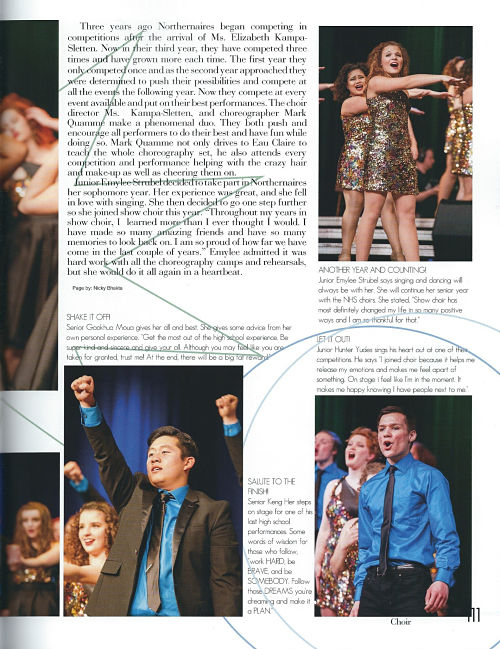 Three years ago Northernaires began competing in
competitions after the arrival of Ms. Elizabeth Kampa-
Sletten. Now in their third year, they have competed three
times and have grown more each time. The first year they
only competed once and as the second year approached they
were determined to push their possibilities and compete at
all the events the following year. Now they compete at every
event available and put on their best performances. The choir
director Ms. Kampa-Sletten, and choreographer Mark
Quamme make a phenomenal duo. They both push and
encourage all performers to do their best and have fun while
doing so. Mark Quamme not only drives to Eau Claire to
teach the whole choreography set, he also attends every
competition and performance helping with the crazy hair
and make-up as well as cheering them on.
Junior Emylee Strubel decided to take part in Northernaires
her sophomore year. Her experience was great, and she fell
in love with singing. She then decided to go one step further
so she joined show choir this year. "Throughout my years in
show choir, I learned more than I ever thought I would. I
have made so many amazing friends and have so many
memories to look back on. I am so proud of how far we have
come in the last couple of years." Emylee admitted it was
hard work with all the choreography camps and rehearsals,
but she would do it all again in a heartbeat.
Page by: Nicky Bhakta
ANOTHER YEAR AND COUNTING!
Junior Emylee Strubel says singing and dancing will
always be with her. She will continue her senior year
with the NHS choirs. She stated, "Show choir has
most definitely changed my life in so many positive
ways and I am so thankful for that."
SHAKE IT OFF!
Senior Gaokhua Moua gives her all and best. She gives some advice from her
own personal experience. "Get the most out of the high school experience. Be
super kind and sincere and give your all. Although you may feel like you are
taken for granted, trust me! At the end, there will be a big fat reward!"
LET IT OUT!
Junior Hunter Yudes sings his heart out at one of their
competitions. He says "I joined choir because it helps me
release my emotions and makes me feel apart of
something. On stage i feel like I'm in the moment. It
makes me happy knowing I have people next to me."
SALUTE TO THE
FINISH!
Senior Keng Her steps
on stage for one of his
last high school
performances. Some
words of wisdom for
those who follow,
"work HARD, be
BRAVE, and be
SOMEBODY. Follow
those DREAMS you're
dreaming and make it
a PLAN."
Choir
111